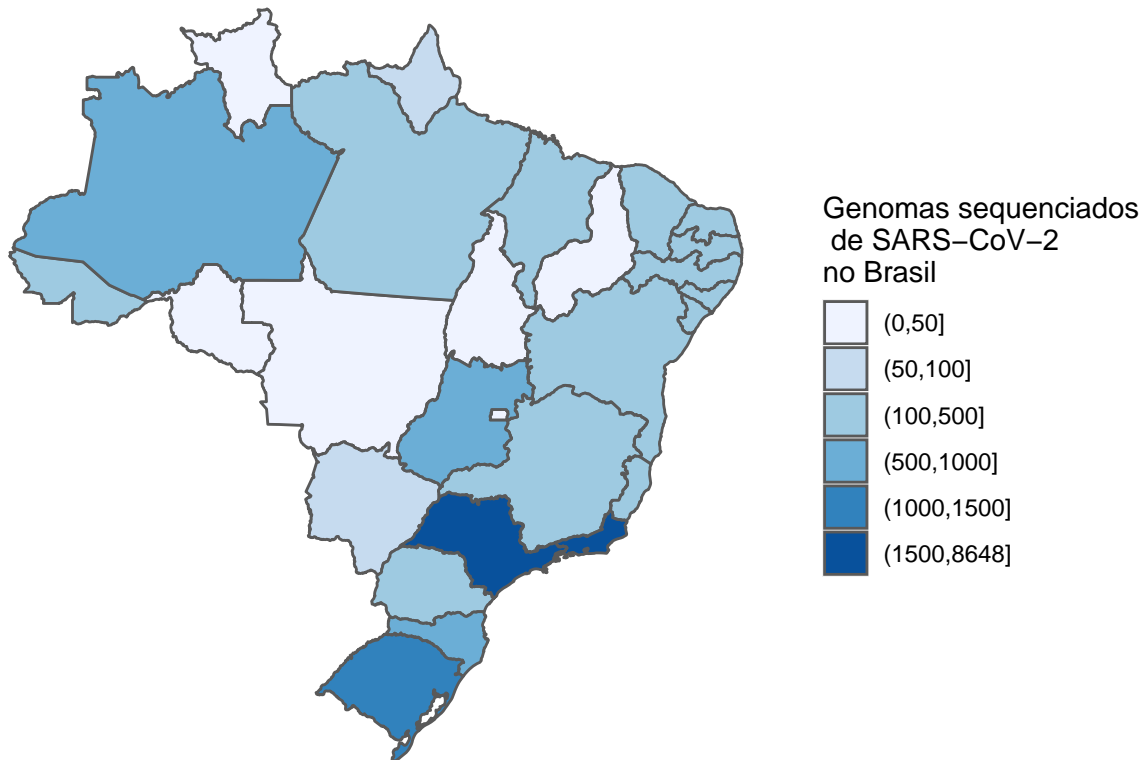 Genomas sequenciados
de SARS−CoV−2
no Brasil
(0,50]
(50,100]
(100,500]
(500,1000]
(1000,1500]
(1500,8648]